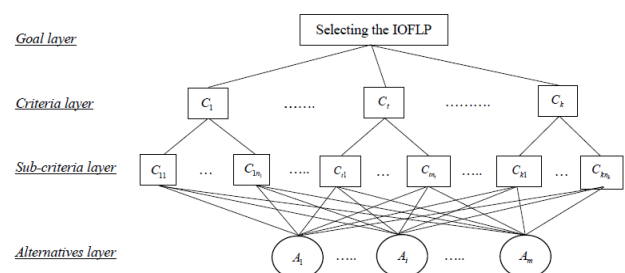 Goal layer
Selecting the IOFLP
Criteria layer
C₁ ……. Cₜ ………. Cₖ
Sub-criteria layer
C₁₁ … C₁ₙ₁ ….. Cₜ₁ … Cₜₙₜ ….. Cₖ₁ … Cₖₙₖ
Alternatives layer
A₁ ….. Aᵢ ….. Aₘ